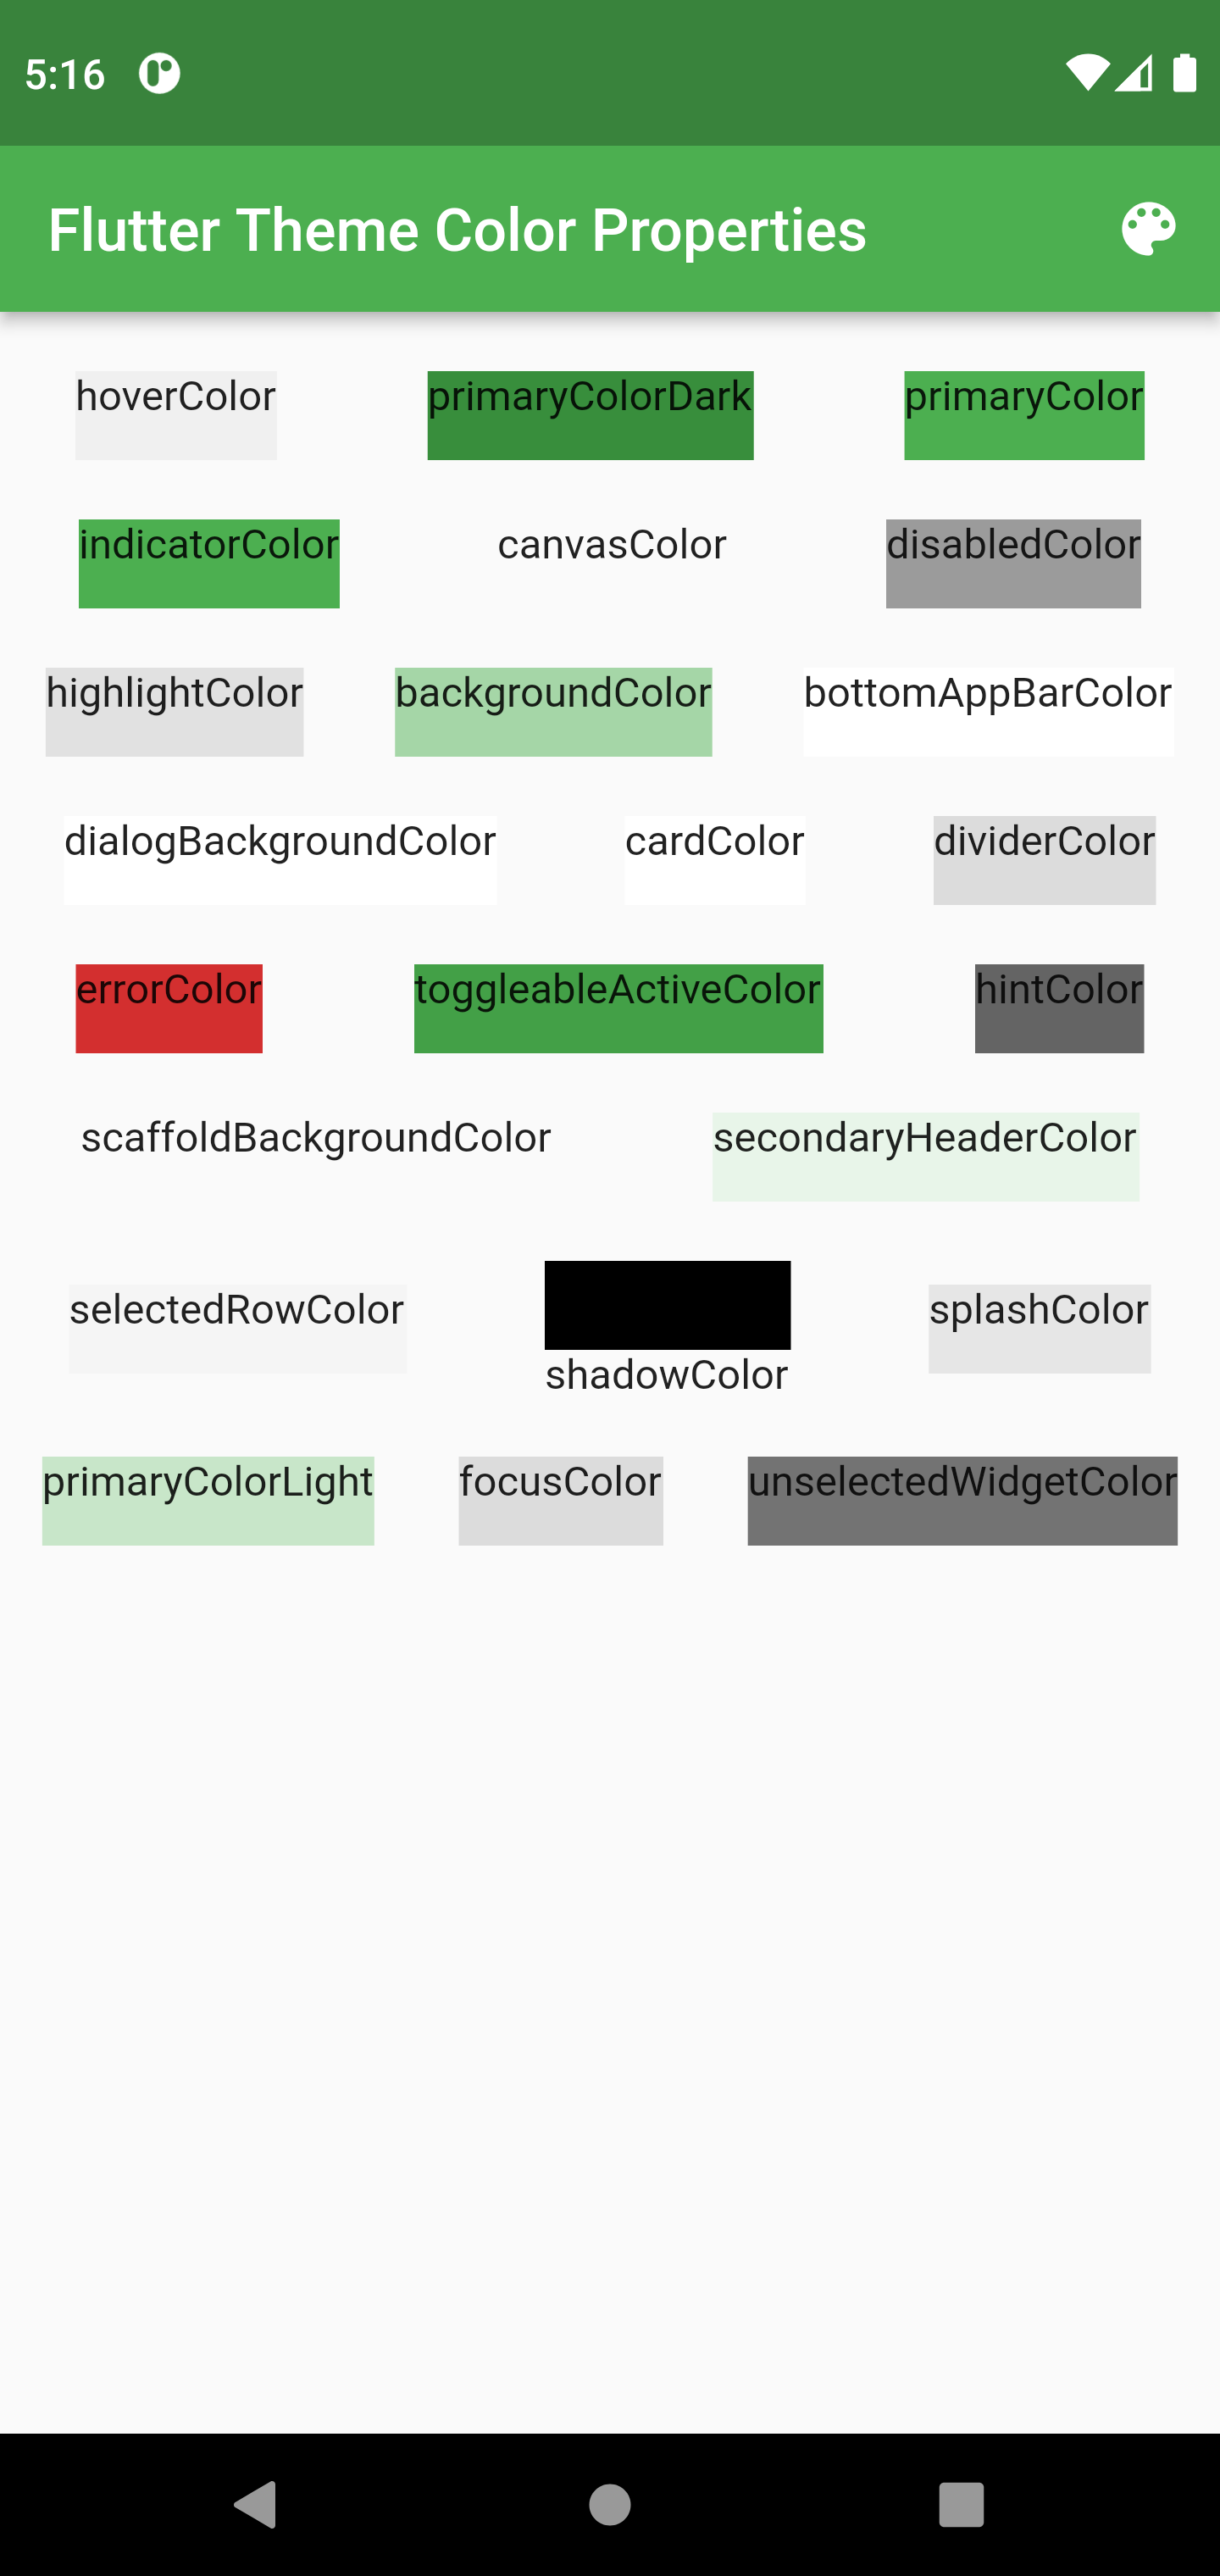 5:16
Flutter Theme Color Properties
hoverColor primaryColorDark primaryColor
indicatorColor canvasColor disabledColor
highlightColor backgroundColor bottomAppBarColor
dialogBackgroundColor cardColor dividerColor
errorColor toggleableActiveColor hintColor
scaffoldBackgroundColor secondaryHeaderColor
selectedRowColor shadowColor splashColor
primaryColorLight focusColor unselectedWidgetColor